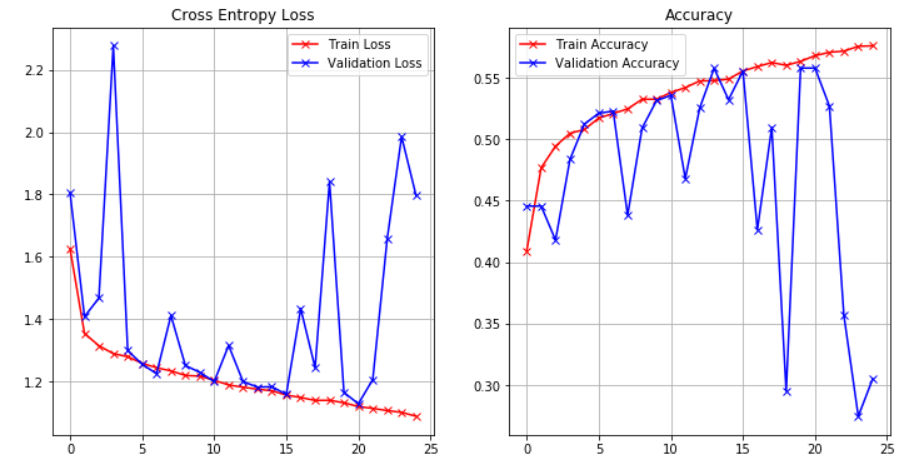 Cross Entropy Loss
Train Loss
Validation Loss
2.2
2.0
1.8
1.6
1.4
1.2
0 5 10 15 20 25
Accuracy
Train Accuracy
Validation Accuracy
0.55
0.50
0.45
0.40
0.35
0.30
0 5 10 15 20 25